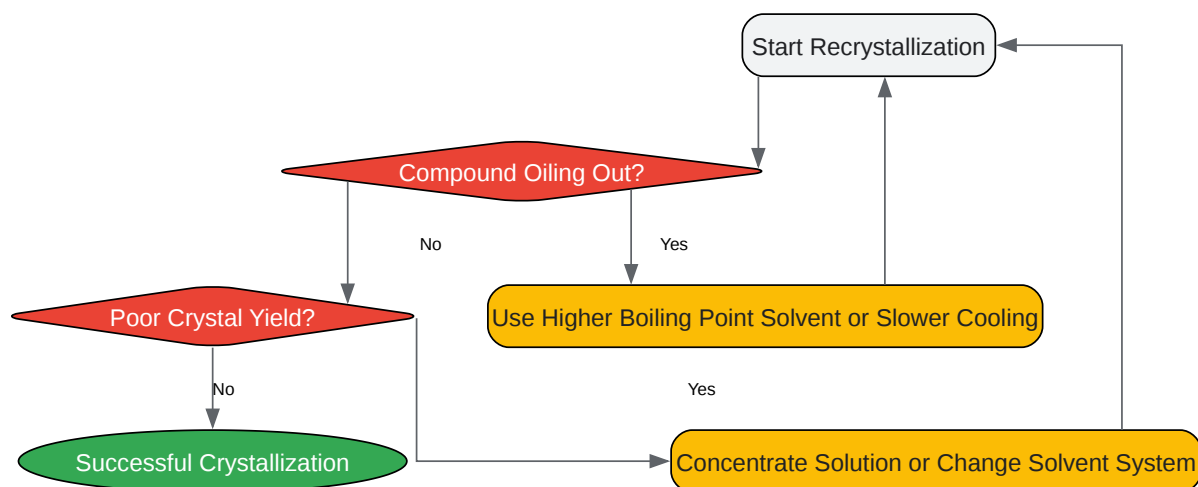 Start Recrystallization
Compound Oiling Out?
No
Yes
Poor Crystal Yield?
Use Higher Boiling Point Solvent or Slower Cooling
No
Yes
Successful Crystallization
Concentrate Solution or Change Solvent System